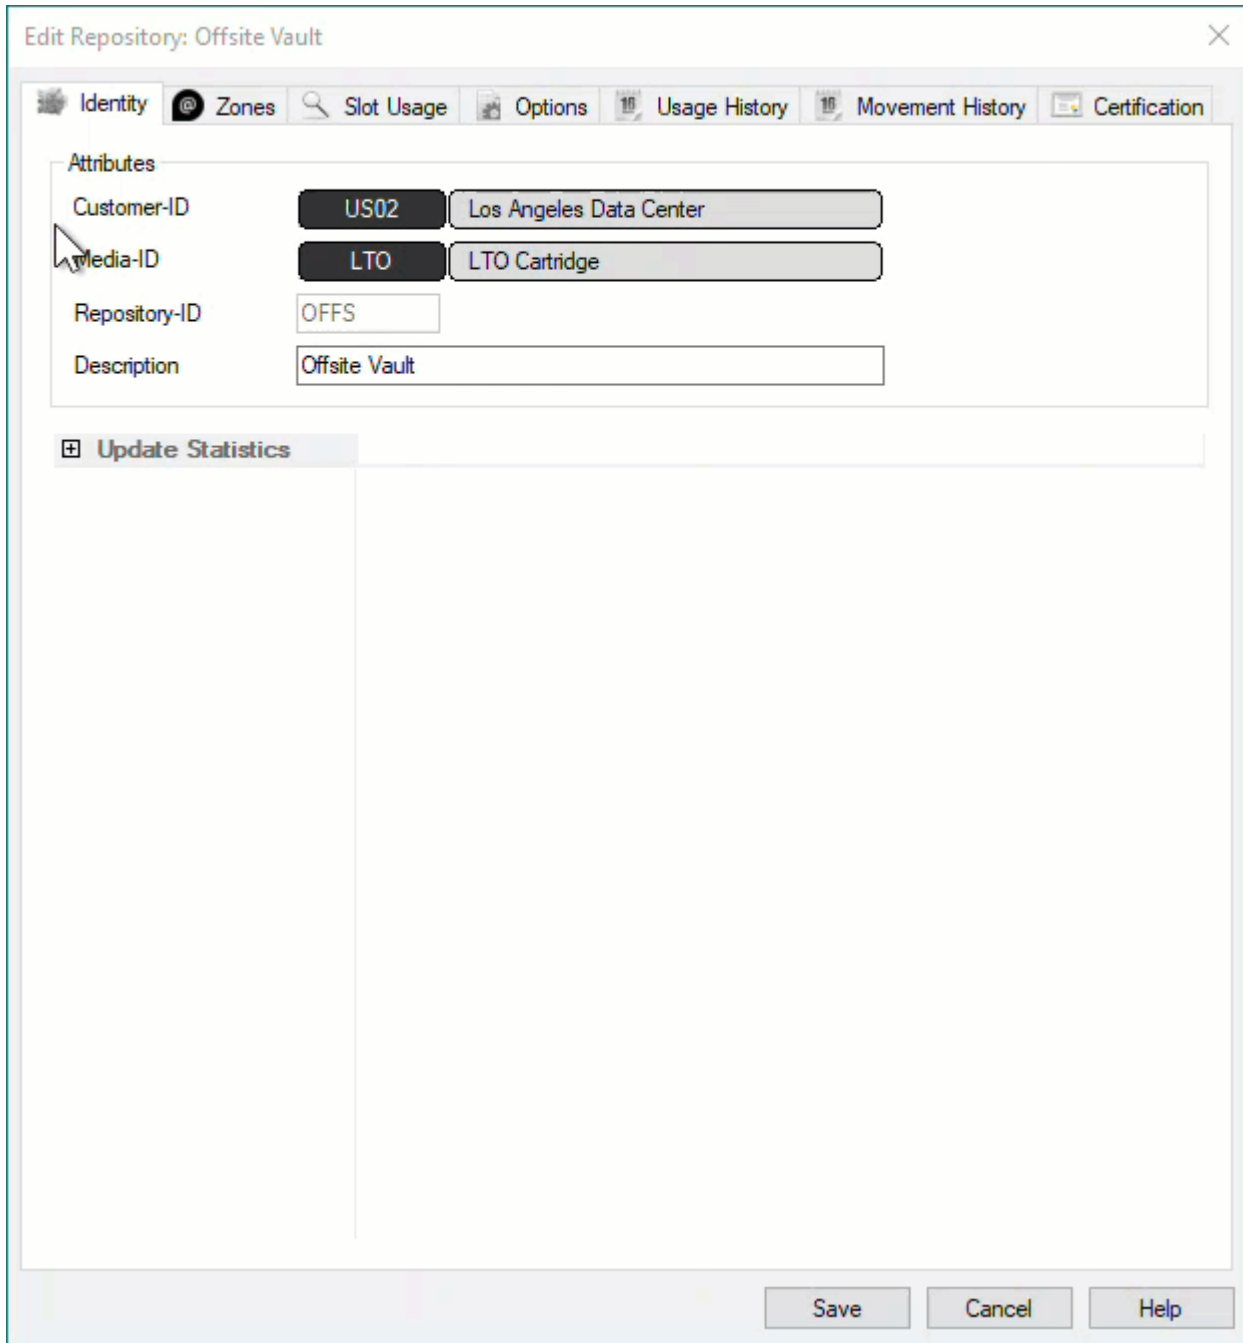 Edit Repository: Offsite Vault
Identity Zones Slot Usage Options Usage History Movement History Certification
Attributes
Customer-ID US02 Los Angeles Data Center
Media-ID LTO LTO Cartridge
Repository-ID OFFS
Description Offsite Vault
Update Statistics
Save Cancel Help